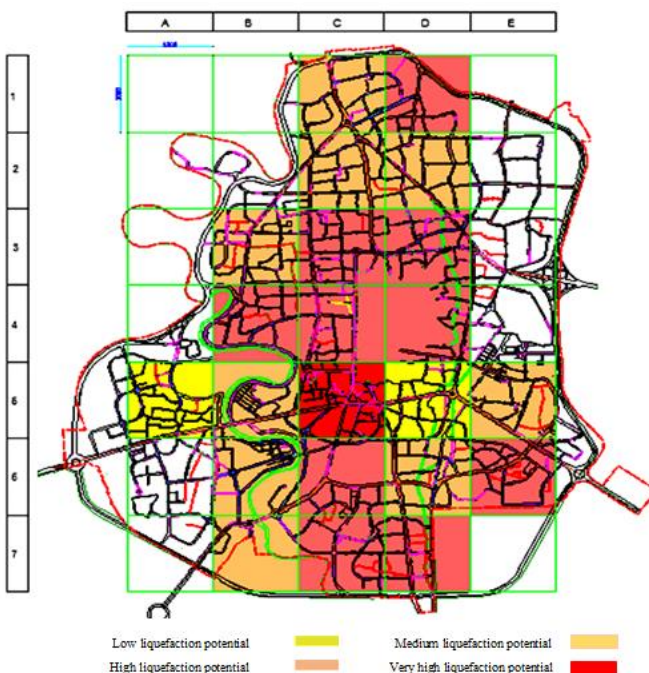 A B C D E
1
2
3
4
5
6
7
Low liquefaction potential Medium liquefaction potential
High liquefaction potential Very high liquefaction potential